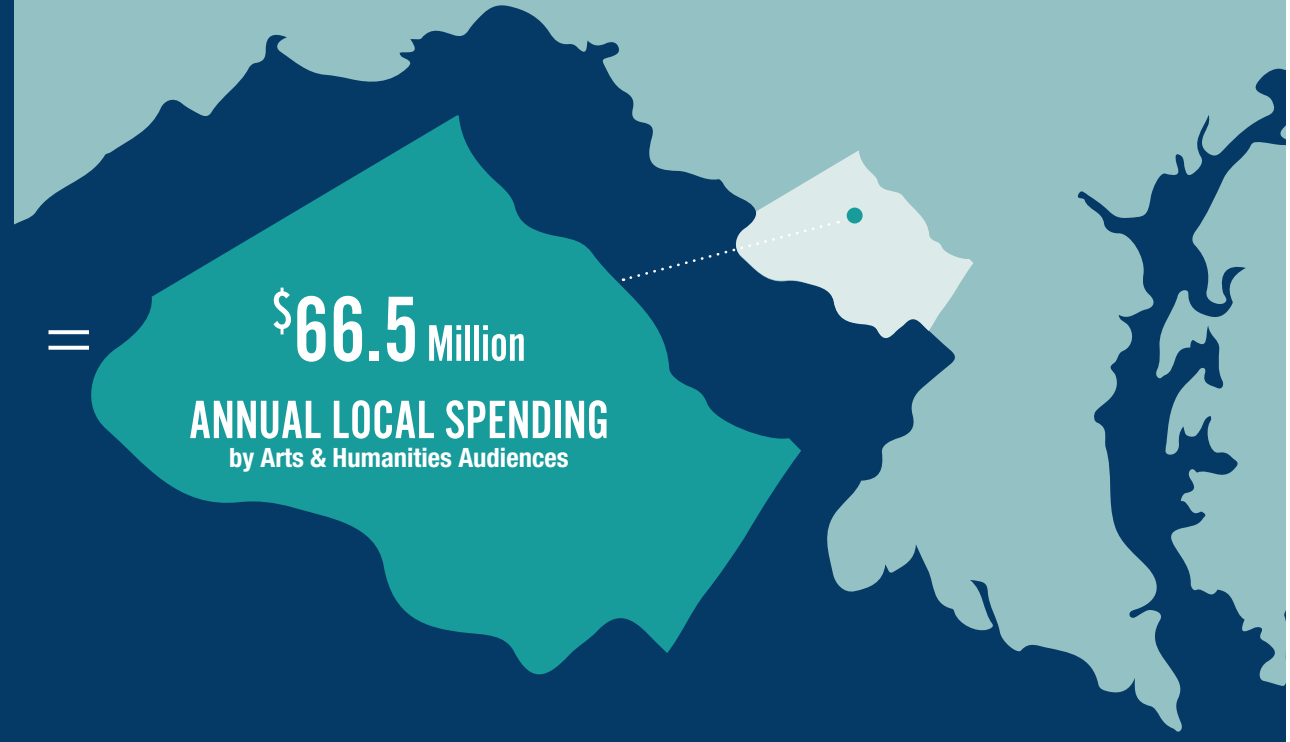 =
$66.5 Million
ANNUAL LOCAL SPENDING
by Arts & Humanities Audiences